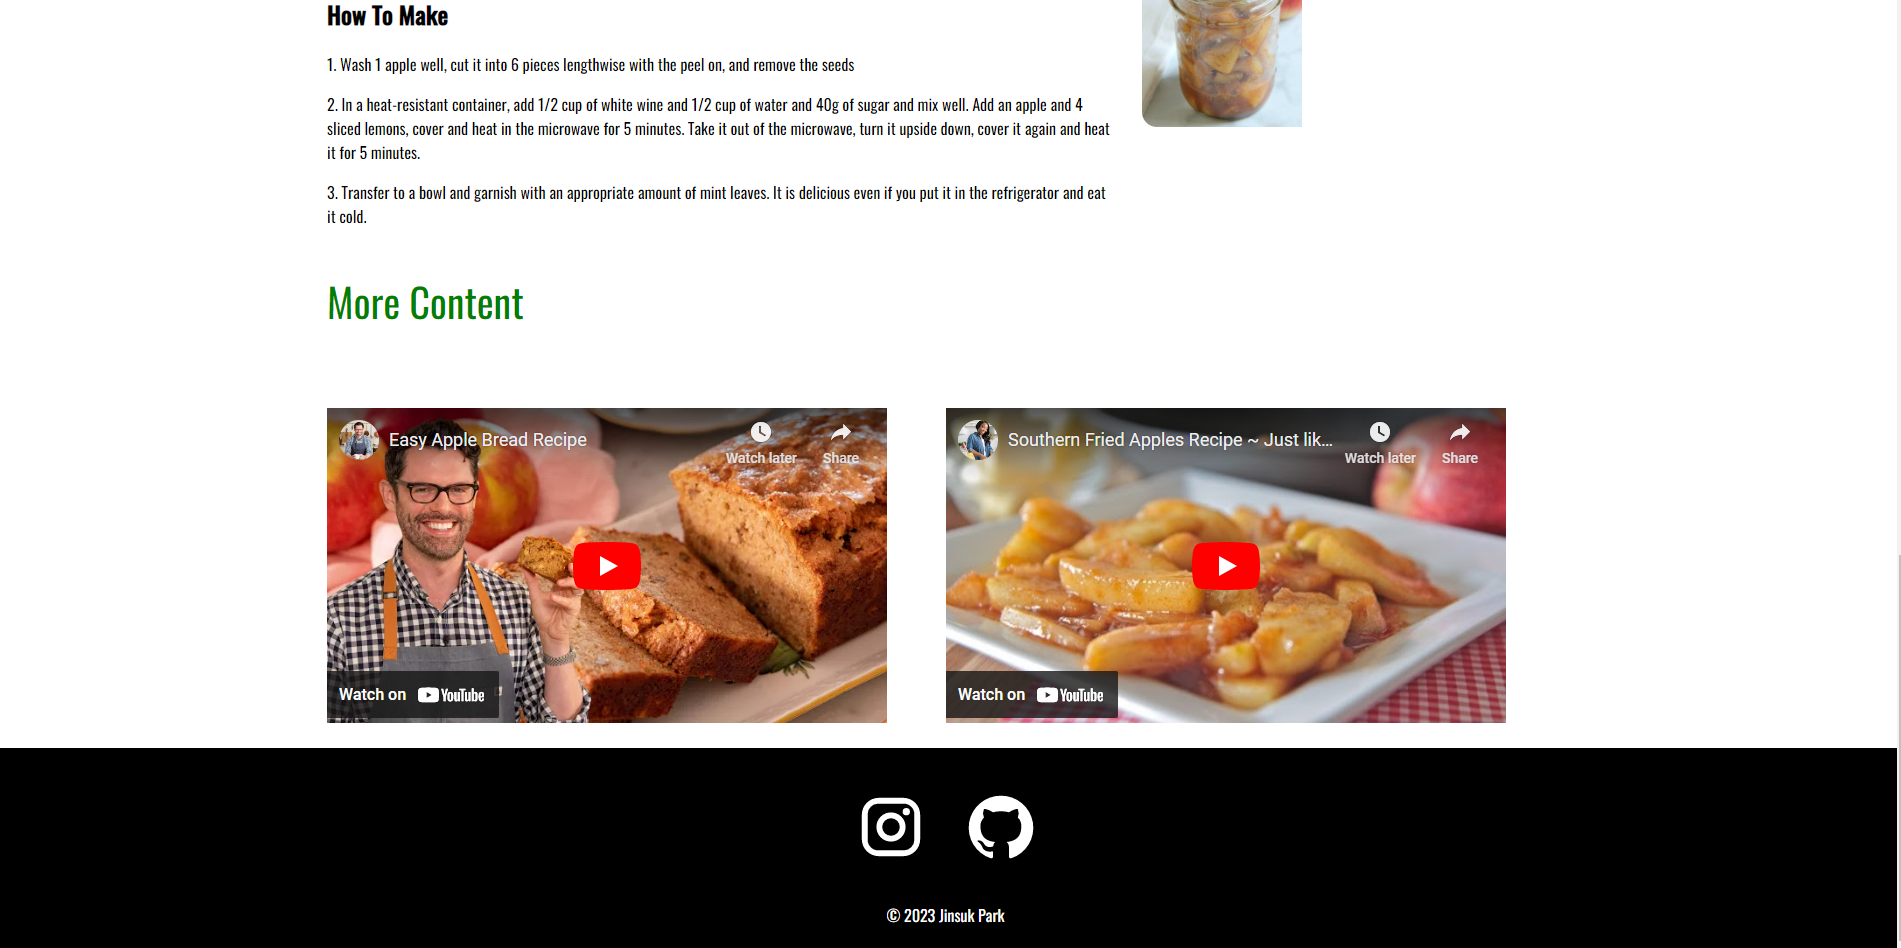 How To Make
1. Wash 1 apple well, cut it into 6 pieces lengthwise with the peel on, and remove the seeds
2. In a heat-resistant container, add 1/2 cup of white wine and 1/2 cup of water and 40g of sugar and mix well. Add an apple and 4
sliced lemons, cover and heat in the microwave for 5 minutes. Take it out of the microwave, turn it upside down, cover it again and heat
it for 5 minutes.
3. Transfer to a bowl and garnish with an appropriate amount of mint leaves. It is delicious even if you put it in the refrigerator and eat
it cold.
More Content
Easy Apple Bread Recipe
Watch later
Share
Watch on YouTube
Southern Fried Apples Recipe ~ Just lik...
Watch later
Share
Watch on YouTube
© 2023 Jinsuk Park